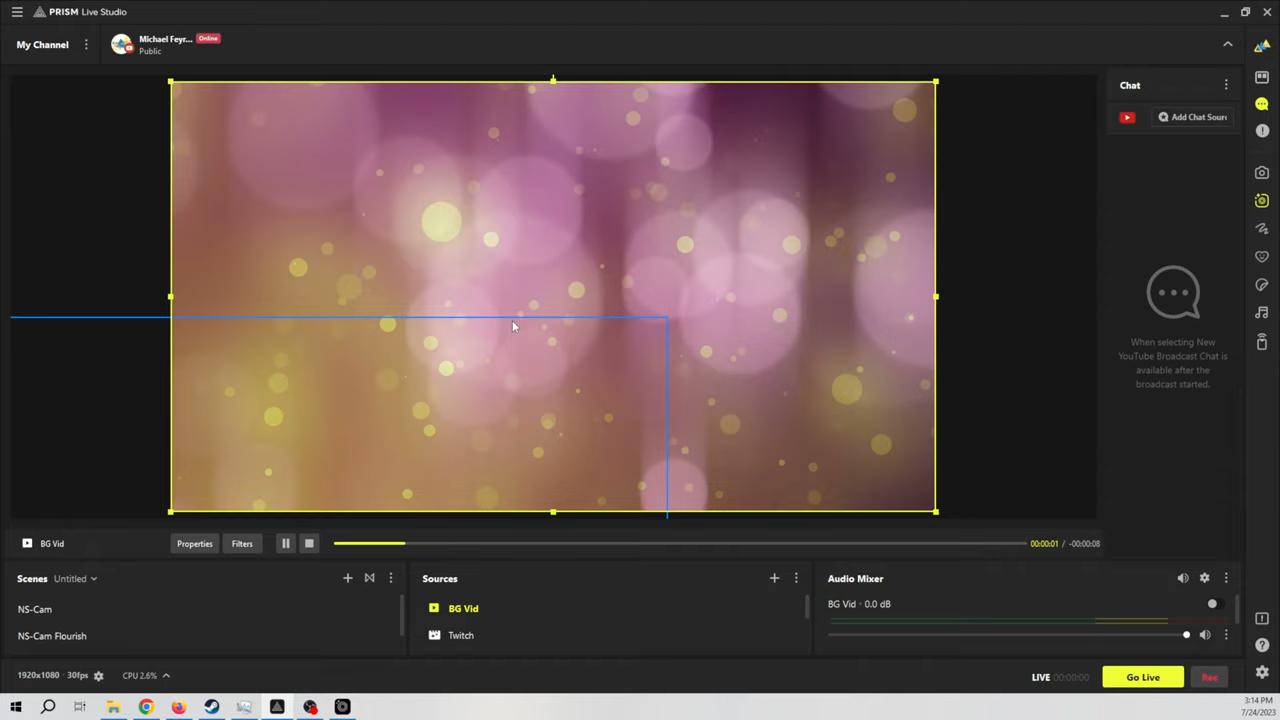 PRISM Live Studio
My Channel
Michael Feyr... Online
Public
Chat
Add Chat Sourc
When selecting New
YouTube Broadcast Chat is
available after the
broadcast started.
BG Vid
Properties
Filters
00:00:01 / -00:00:08
Scenes Untitled
NS-Cam
NS-Cam Flourish
Sources
BG Vid
Twitch
Audio Mixer
BG Vid - 0.0 dB
1920x1080 · 30fps
CPU 2.6%
LIVE 00:00:00
Go Live
Rec
3:14 PM
7/24/2023